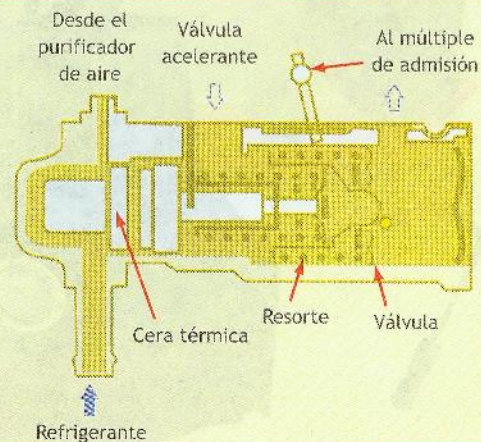 Desde el
purificador
de aire
Válvula
acelerante
Al múltiple
de admisión
Cera térmica
Resorte
Válvula
Refrigerante